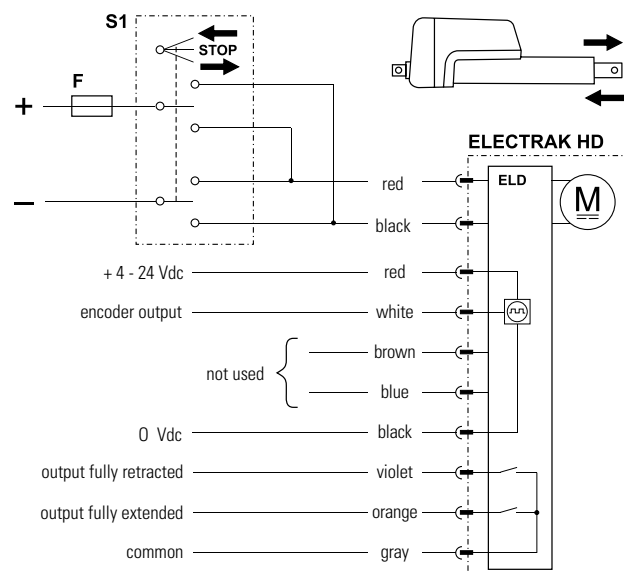 S1
STOP
F
+
–
ELECTRAK HD
ELD
M
red
black
+ 4 - 24 Vdc red
encoder output white
not used
brown
blue
0 Vdc black
output fully retracted violet
output fully extended orange
common gray